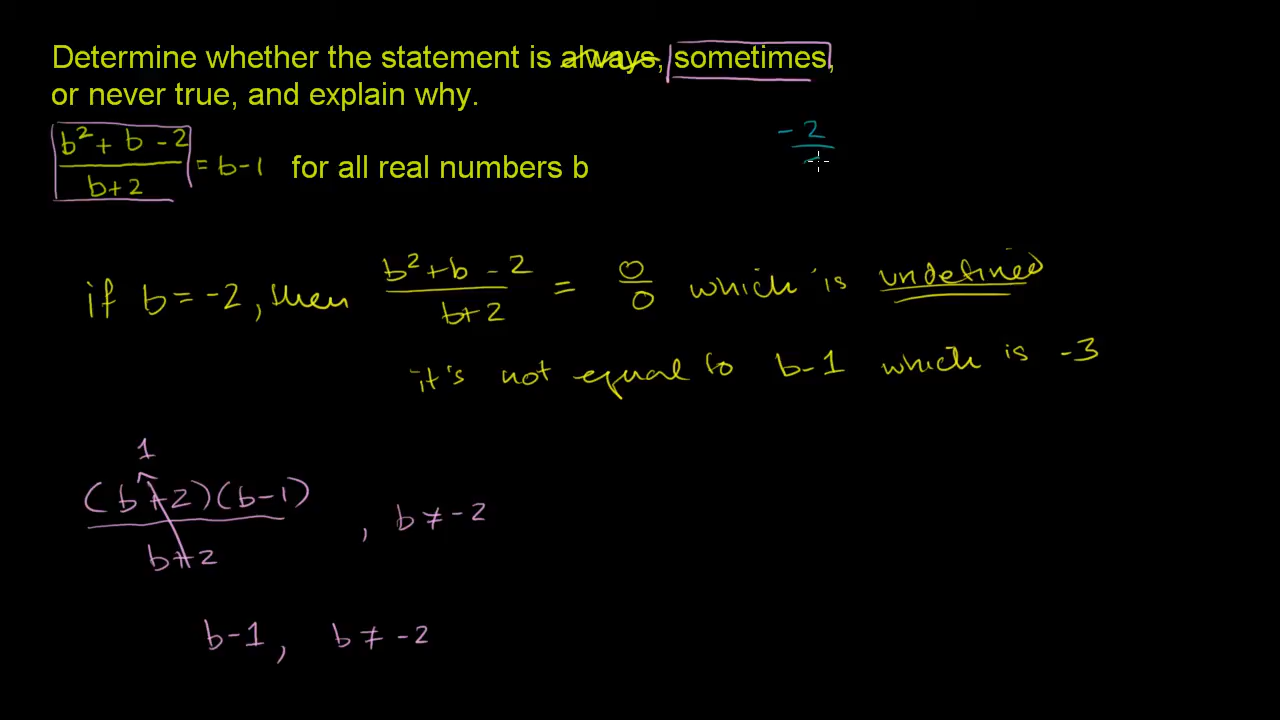 Determine whether the statement is always, sometimes,
or never true, and explain why.
b² + b - 2
b+2
= b-1 for all real numbers b
-2
if b = -2, then b²+b-2 / b+2 = 0/0 which is undefined
it's not equal to b-1 which is -3
1
(b+2)(b-1)
b+2
, b ≠ -2
b-1, b ≠ -2